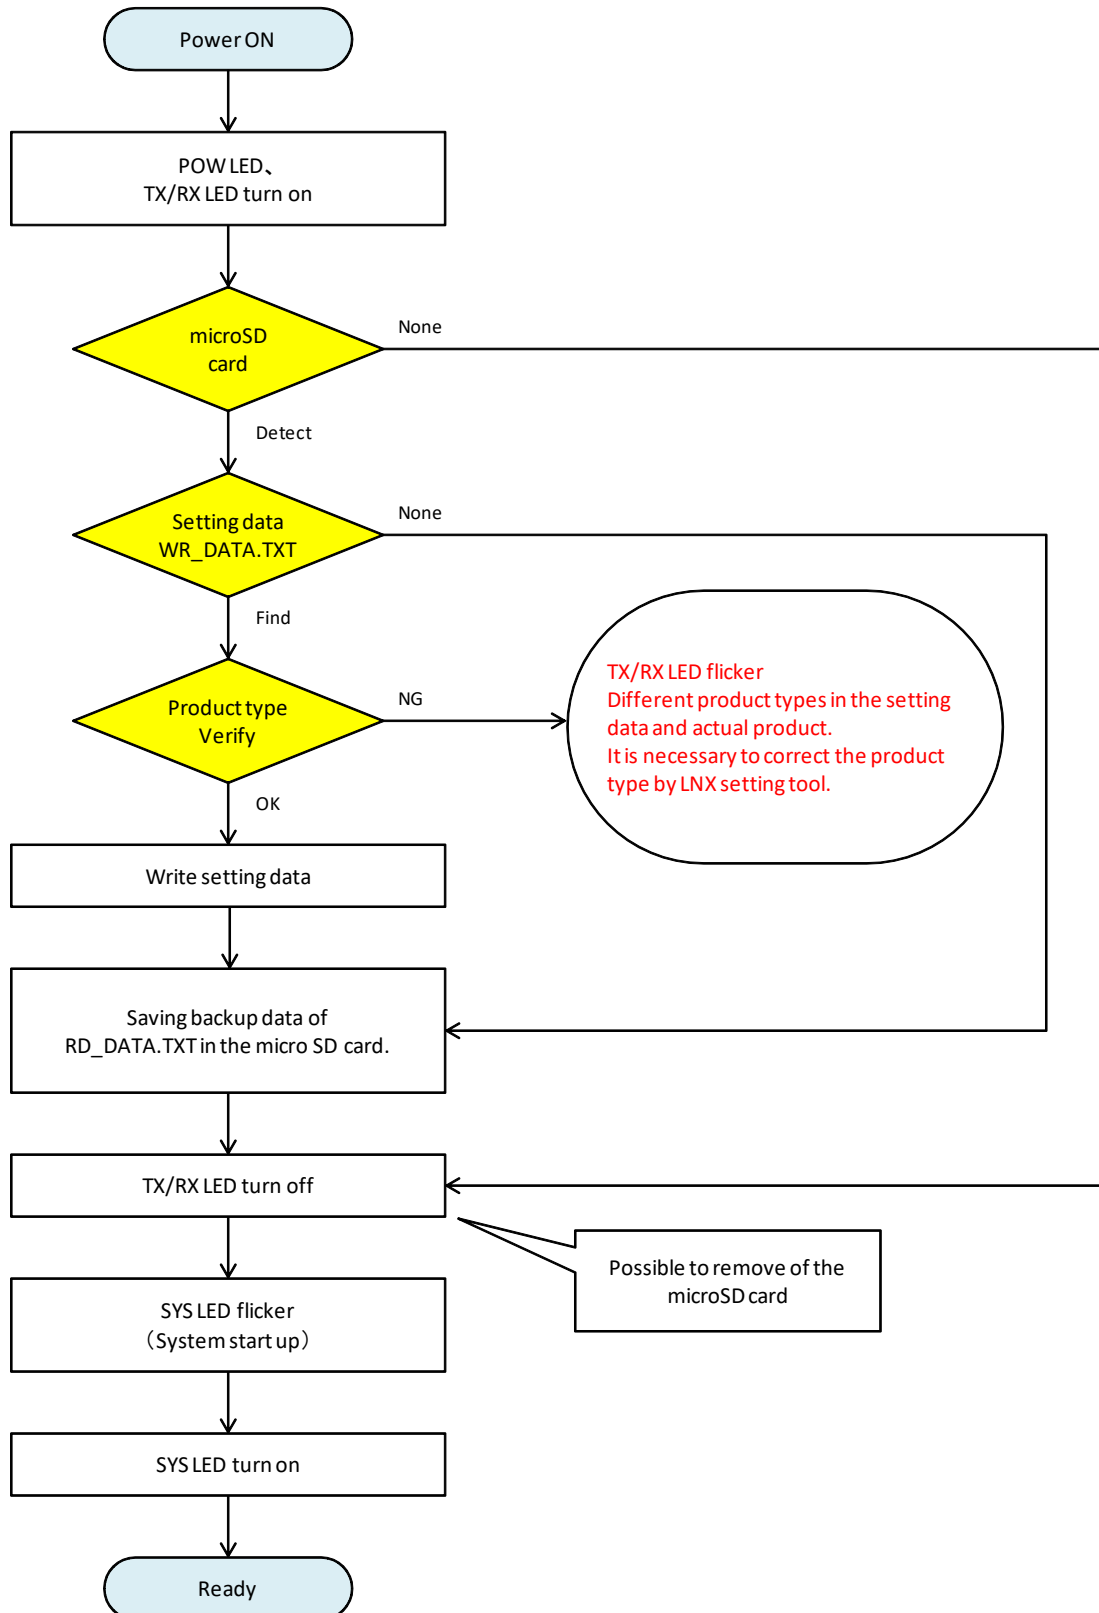 Power ON
POW LED、
TX/RX LED turn on
microSD
card
None
Detect
Setting data
WR_DATA.TXT
None
Find
Product type
Verify
NG
TX/RX LED flicker
Different product types in the setting
data and actual product.
It is necessary to correct the product
type by LNX setting tool.
OK
Write setting data
Saving backup data of
RD_DATA.TXT in the micro SD card.
TX/RX LED turn off
Possible to remove of the
microSD card
SYS LED flicker
（System start up）
SYS LED turn on
Ready